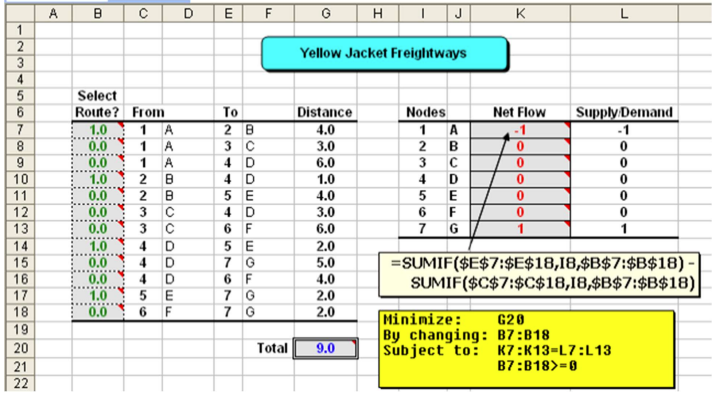 A B C D E F G H I J K L
1
2
Yellow Jacket Freightways
3
4
5 Select
6 Route? From To Distance Nodes Net Flow Supply/Demand
7 1.0 1 A 2 B 4.0 1 A -1 -1
8 0.0 1 A 3 C 3.0 2 B 0 0
9 0.0 1 A 4 D 6.0 3 C 0 0
10 1.0 2 B 4 D 1.0 4 D 0 0
11 0.0 2 B 5 E 4.0 5 E 0 0
12 0.0 3 C 4 D 3.0 6 F 0 0
13 0.0 3 C 6 F 6.0 7 G 1 1
14 1.0 4 D 5 E 2.0
15 0.0 4 D 7 G 5.0
16 0.0 4 D 6 F 4.0
17 1.0 5 E 7 G 2.0
18 0.0 6 F 7 G 2.0
19
20 Total 9.0
21
22
=SUMIF($E$7:$E$18,I8,$B$7:$B$18) -
SUMIF($C$7:$C$18,I8,$B$7:$B$18)
Minimize: G20
By changing: B7:B18
Subject to: K7:K13=L7:L13
B7:B18>=0